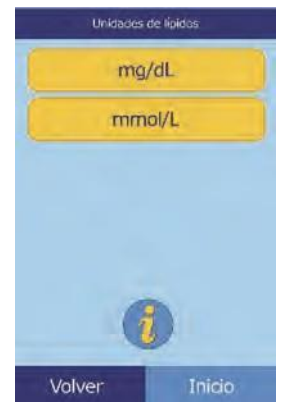 Unidades de lípidos
mg/dL
mmol/L
i
Volver
Inicio